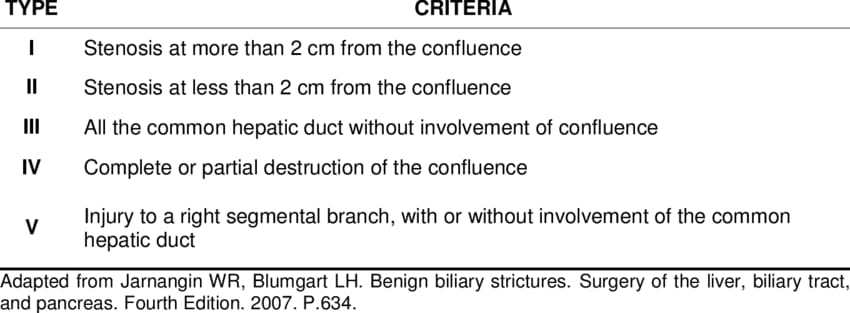 TYPE CRITERIA
I Stenosis at more than 2 cm from the confluence
II Stenosis at less than 2 cm from the confluence
III All the common hepatic duct without involvement of confluence
IV Complete or partial destruction of the confluence
V Injury to a right segmental branch, with or without involvement of the common
hepatic duct
Adapted from Jarnangin WR, Blumgart LH. Benign biliary strictures. Surgery of the liver, biliary tract,
and pancreas. Fourth Edition. 2007. P.634.